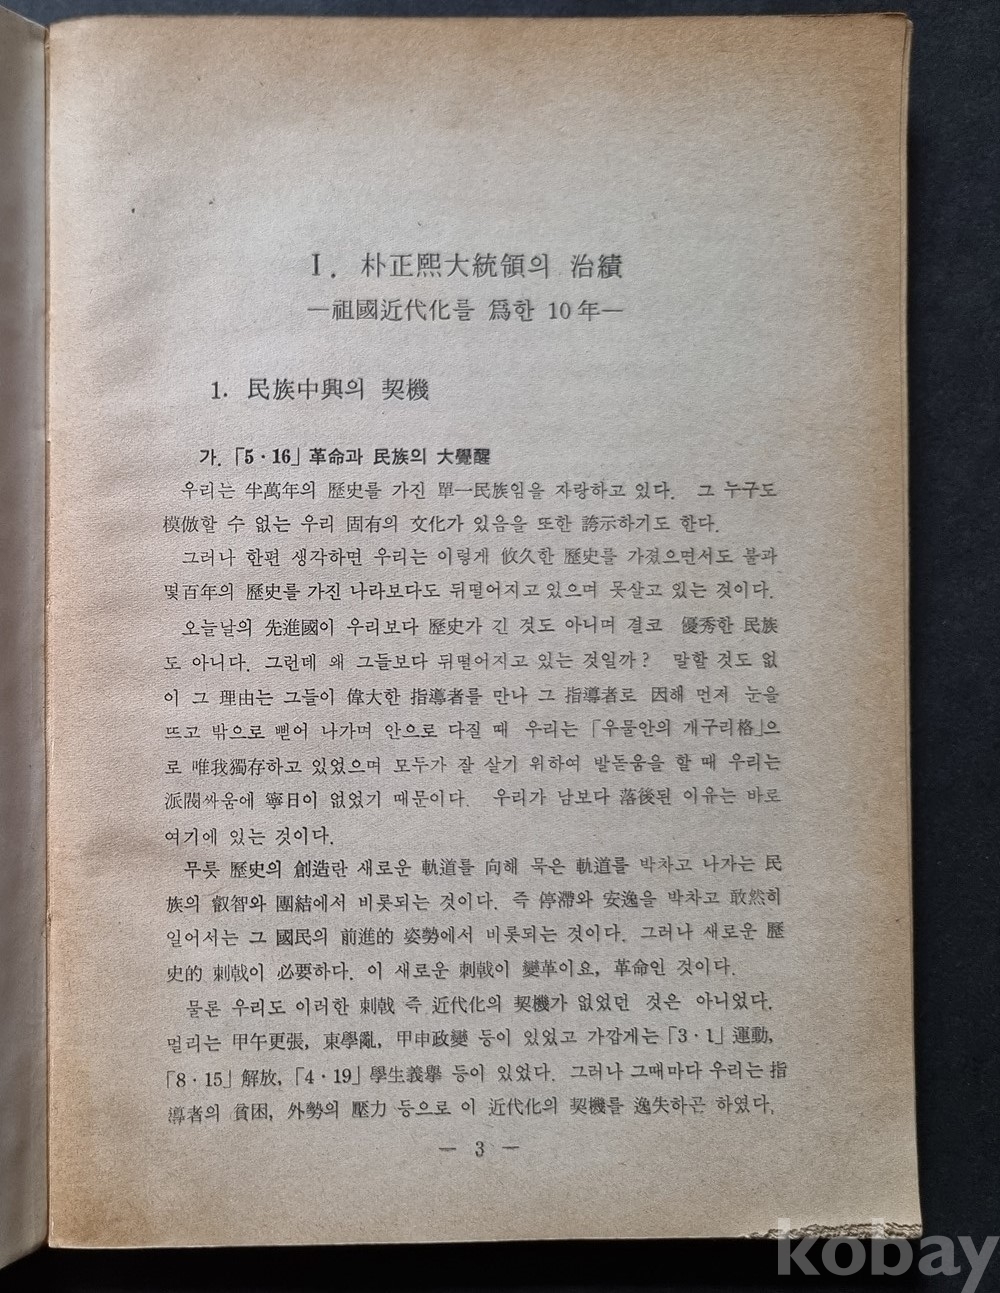 I. 朴正熙大統領의 治績
—祖國近代化를 爲한 10年—
1. 民族中興의 契機
가. 「5·16」革命과 民族의 大覺醒
우리는 半萬年의 歷史를 가진 單一民族임을 자랑하고 있다. 그 누구도
模倣할 수 없는 우리 固有의 文化가 있음을 또한 誇示하기도 한다.
그러나 한편 생각하면 우리는 이렇게 悠久한 歷史를 가졌으면서도 불과
몇百年의 歷史를 가진 나라보다도 뒤떨어지고 있으며 못살고 있는 것이다.
오늘날의 先進國이 우리보다 歷史가 긴 것도 아니며 결코 優秀한 民族
도 아니다. 그런데 왜 그들보다 뒤떨어지고 있는 것일까? 말할 것도 없
이 그 理由는 그들이 偉大한 指導者를 만나 그 指導者로 因해 먼저 눈을
뜨고 밖으로 뻗어 나가며 안으로 다질 때 우리는 「우물안의 개구리格」으
로 唯我獨存하고 있었으며 모두가 잘 살기 위하여 발돋움을 할 때 우리는
派閥싸움에 寧日이 없었기 때문이다. 우리가 남보다 落後된 이유는 바로
여기에 있는 것이다.
무릇 歷史의 創造란 새로운 軌道를 向해 묵은 軌道를 박차고 나가는 民
族의 叡智와 團結에서 비롯되는 것이다. 즉 停滯와 安逸을 박차고 敢然히
일어서는 그 國民의 前進的 姿勢에서 비롯되는 것이다. 그러나 새로운 歷
史的 刺戟이 必要하다. 이 새로운 刺戟이 變革이요, 革命인 것이다.
물론 우리도 이러한 刺戟 즉 近代化의 契機가 없었던 것은 아니었다.
멀리는 甲午更張, 東學亂, 甲申政變 등이 있었고 가깝게는 「3·1」運動,
「8·15」解放, 「4·19」學生義擧 등이 있었다. 그러나 그때마다 우리는 指
導者의 貧困, 外勢의 壓力 등으로 이 近代化의 契機를 逸失하곤 하였다.
— 3 —
kobay